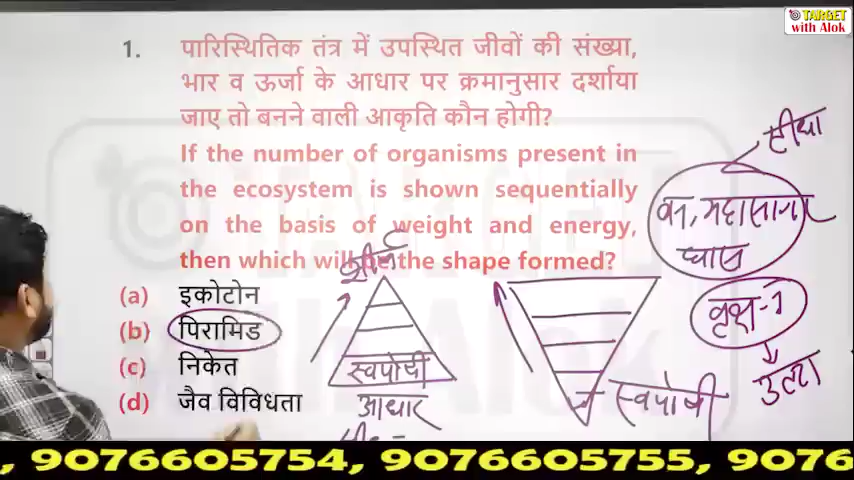 TARGET
with Alok
1. पारिस्थितिक तंत्र में उपस्थित जीवों की संख्या,
भार व ऊर्जा के आधार पर क्रमानुसार दर्शाया
जाए तो बनने वाली आकृति कौन होगी?
If the number of organisms present in
the ecosystem is shown sequentially
on the basis of weight and energy,
then which will be the shape formed?
(a) इकोटोन
(b) पिरामिड
(c) निकेत
(d) जैव विविधता
शीर्ष
स्वपोषी
आधार
स्वपोषी
सीधा
वन, महासागर
घास
वृक्ष-1
उल्टा
, 9076605754, 9076605755, 9076